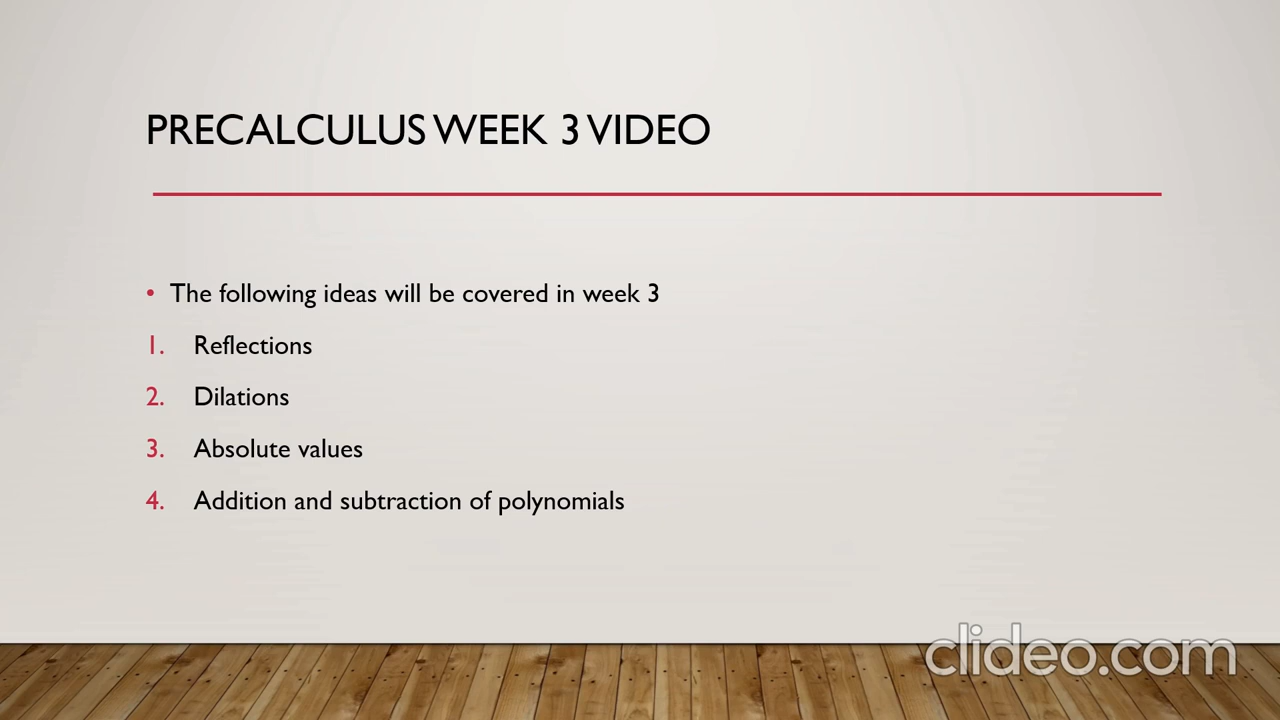 PRECALCULUS WEEK 3 VIDEO
• The following ideas will be covered in week 3
1. Reflections
2. Dilations
3. Absolute values
4. Addition and subtraction of polynomials
clideo.com